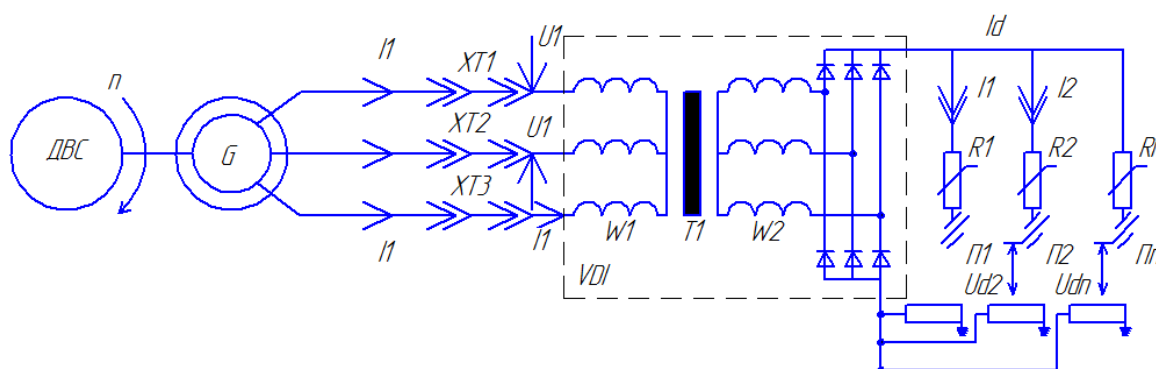 ДВС
n
G
I1
I1
XT1
XT2
XT3
U1
U1
I1
W1
T1
W2
VDI
Id
I1
I2
R1
R2
П1
П2
Пn
Ud2
Udn